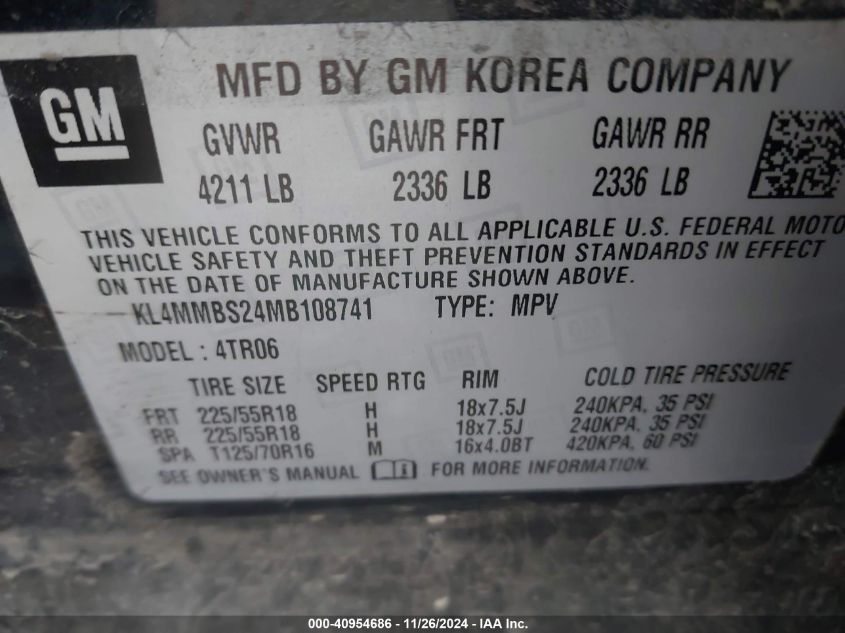 GM
MFD BY GM KOREA COMPANY
GVWR GAWR FRT GAWR RR
4211 LB 2336 LB 2336 LB
THIS VEHICLE CONFORMS TO ALL APPLICABLE U.S. FEDERAL MOTO
VEHICLE SAFETY AND THEFT PREVENTION STANDARDS IN EFFECT
ON THE DATE OF MANUFACTURE SHOWN ABOVE.
KL4MMBS24MB108741 TYPE: MPV
MODEL : 4TR06
TIRE SIZE SPEED RTG RIM COLD TIRE PRESSURE
FRT 225/55R18 H 18x7.5J 240KPA, 35 PSI
RR 225/55R18 H 18x7.5J 240KPA, 35 PSI
SPA T125/70R16 M 16x4.0BT 420KPA, 60 PSI
SEE OWNER'S MANUAL FOR MORE INFORMATION.
000-40954686 - 11/26/2024 - IAA Inc.